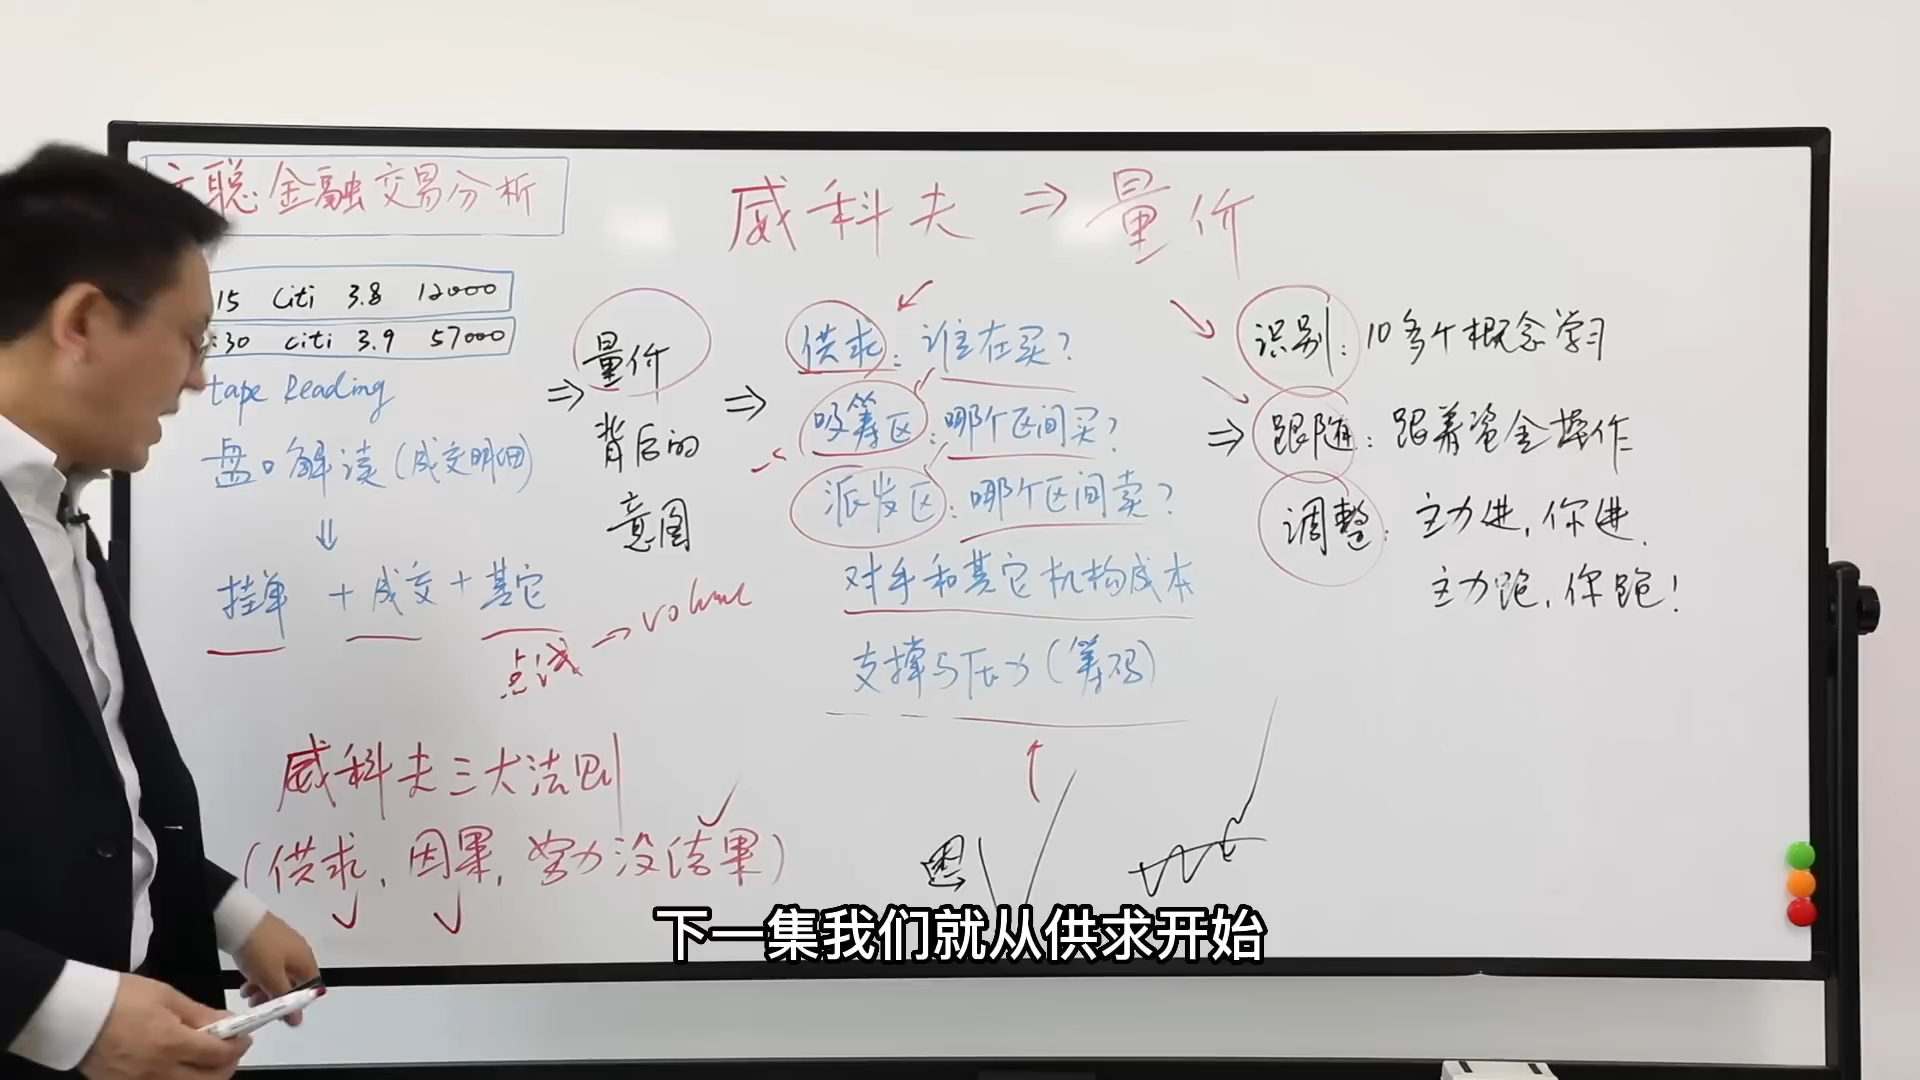 聪金融交易分析
威科夫⇒量价
15 Citi 3.8 12000
:30 citi 3.9 57000
tape Reading
盘口解读(成交明细)
⇓
挂单+成交+其它
→volume
威科夫三大法则
(供求,因果,努力没结果)
⇒
量价
背后的
意图
⇒
供求:谁在买?
吸筹区:哪个区间买?
派发区:哪个区间卖?
对手和其它机构成本
支撑与压力(筹码)
⇒
识别:10多个概念学习
跟随:跟着资金操作
调整:主力进,你进.
主力跑,你跑!
下一集我们就从供求开始